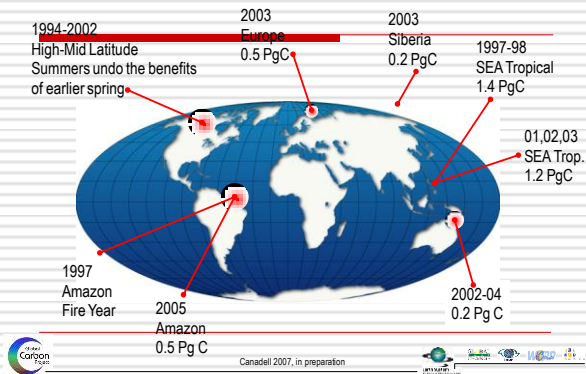 1994-2002
High-Mid Latitude
Summers undo the benefits
of earlier spring
2003
Europe
0.5 PgC
2003
Siberia
0.2 PgC
1997-98
SEA Tropical
1.4 PgC
01,02,03
SEA Trop.
1.2 PgC
1997
Amazon
Fire Year
2005
Amazon
0.5 Pg C
2002-04
0.2 Pg C
Global
Carbon
Project
Canadell 2007, in preparation